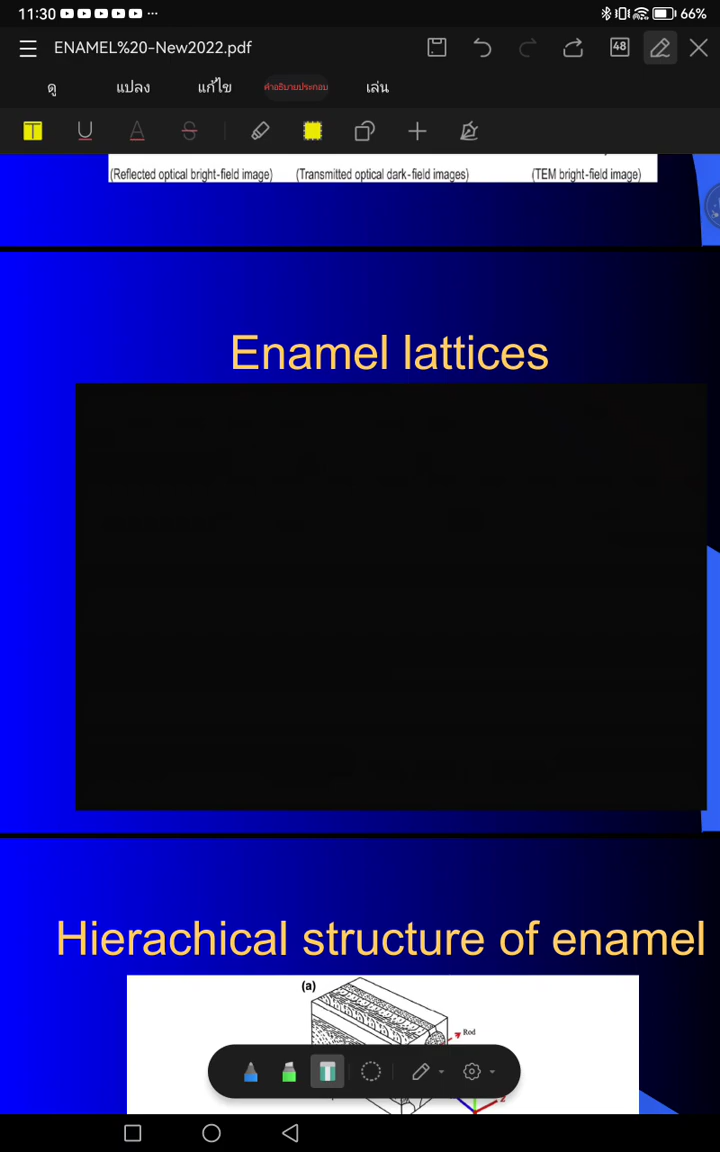 11:30 ... 66%
ENAMEL%20-New2022.pdf 48
ดู แปลง แก้ไข คำอธิบายประกอบ เล่น
T U A S
(Reflected optical bright-field image) (Transmitted optical dark-field images) (TEM bright-field image)
Enamel lattices
Hierachical structure of enamel
(a)
Rod
Z